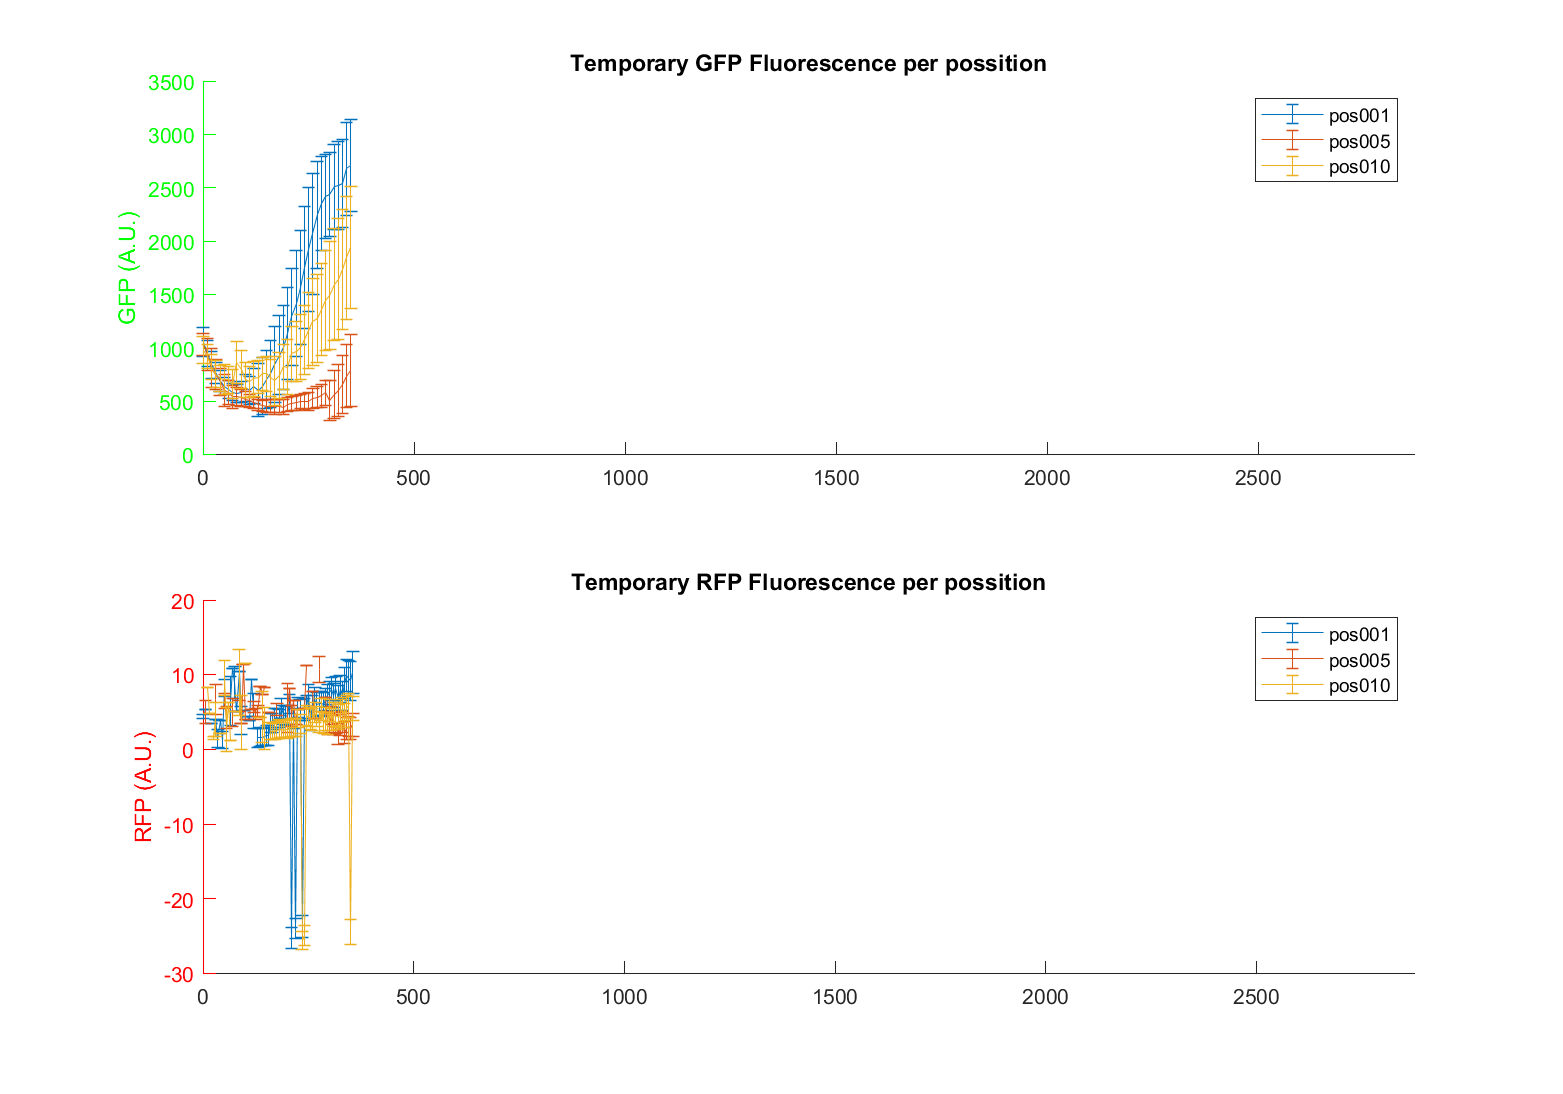 Temporary GFP Fluorescence per possition
3500
3000
2500
2000
1500
1000
500
0
GFP (A.U.)
0 500 1000 1500 2000 2500
pos001
pos005
pos010
Temporary RFP Fluorescence per possition
20
10
0
-10
-20
-30
RFP (A.U.)
0 500 1000 1500 2000 2500
pos001
pos005
pos010